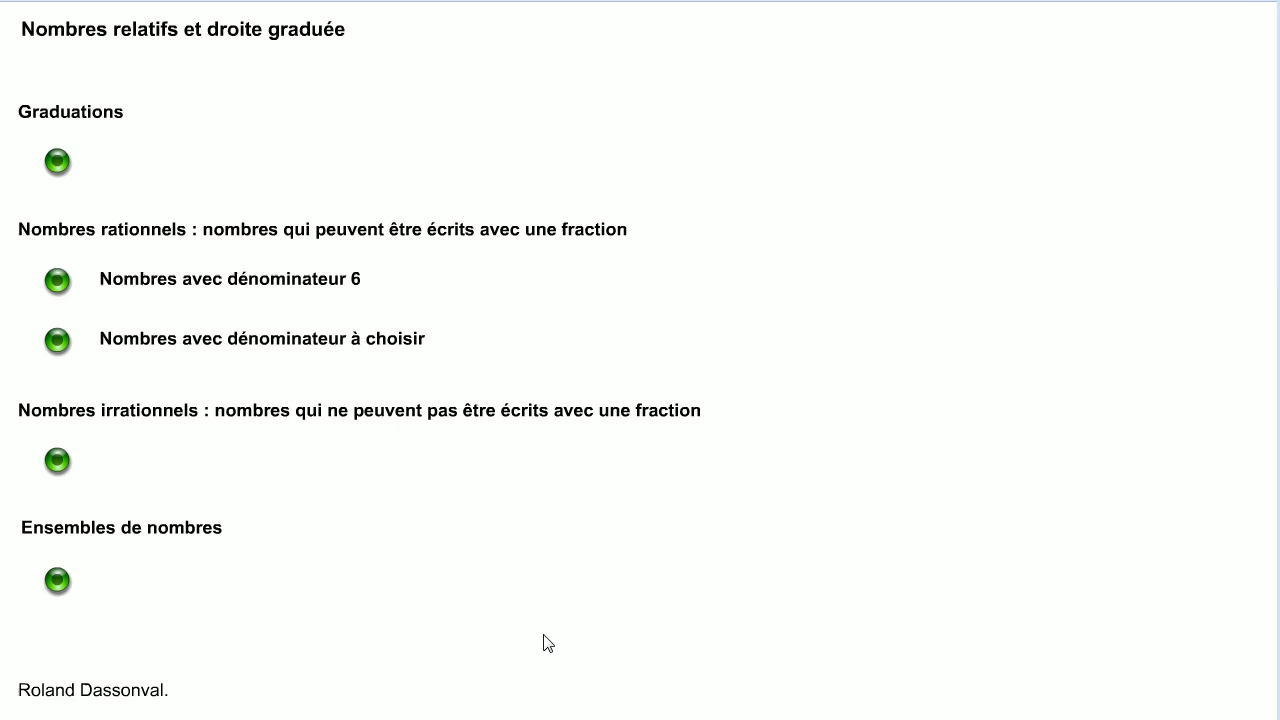 Nombres relatifs et droite graduée
Graduations
Nombres rationnels : nombres qui peuvent être écrits avec une fraction
Nombres avec dénominateur 6
Nombres avec dénominateur à choisir
Nombres irrationnels : nombres qui ne peuvent pas être écrits avec une fraction
Ensembles de nombres
Roland Dassonval.